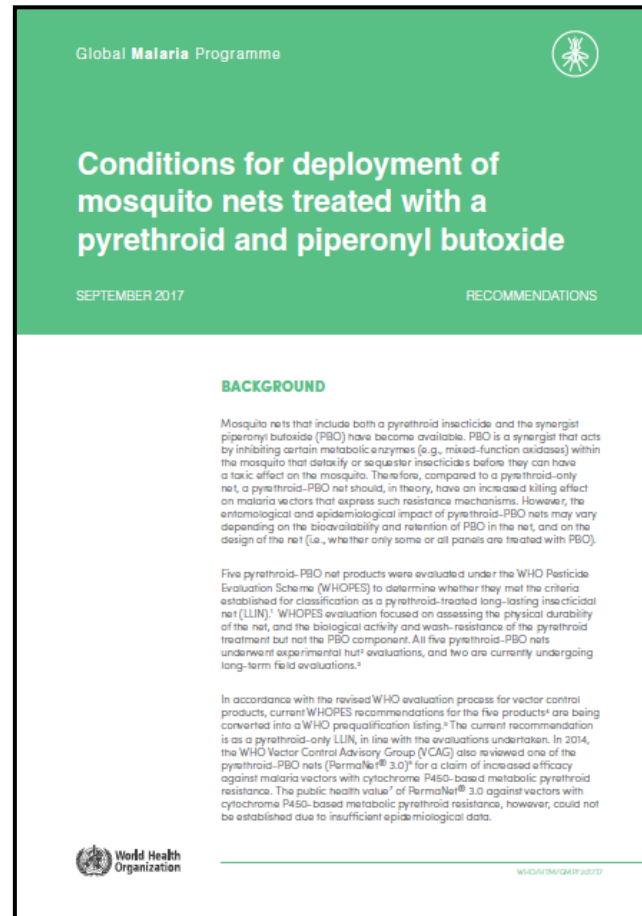 Global Malaria Programme
Conditions for deployment of
mosquito nets treated with a
pyrethroid and piperonyl butoxide
SEPTEMBER 2017
RECOMMENDATIONS
BACKGROUND
Mosquito nets that include both a pyrethroid insecticide and the synergist
piperonyl butoxide (PBO) have become available. PBO is a synergist that acts
by inhibiting certain metabolic enzymes (e.g., mixed-function oxidases) within
the mosquito that detoxify or sequester insecticides before they can have
a toxic effect on the mosquito. Therefore, compared to a pyrethroid-only
net, a pyrethroid-PBO net should, in theory, have an increased killing effect
on malaria vectors that express such resistance mechanisms. However, the
entomological and epidemiological impact of pyrethroid-PBO nets may vary
depending on the bioavailability and retention of PBO in the net, and on the
design of the net (i.e., whether only some or all panels are treated with PBO).
Five pyrethroid-PBO net products were evaluated under the WHO Pesticide
Evaluation Scheme (WHOPES) to determine whether they met the criteria
established for classification as a pyrethroid-treated long-lasting insecticidal
net (LLIN).¹ WHOPES evaluation focused on assessing the physical durability
of the net, and the biological activity and wash-resistance of the pyrethroid
treatment but not the PBO component. All five pyrethroid-PBO nets
underwent experimental hut² evaluations, and two are currently undergoing
long-term field evaluations.³
In accordance with the revised WHO evaluation process for vector control
products, current WHOPES recommendations for the five products⁴ are being
converted into a WHO prequalification listing.⁵ The current recommendation
is as a pyrethroid-only LLIN, in line with the evaluations undertaken. In 2014,
the WHO Vector Control Advisory Group (VCAG) also reviewed one of the
pyrethroid-PBO nets (PermaNet® 3.0)⁶ for a claim of increased efficacy
against malaria vectors with cytochrome P450-based metabolic pyrethroid
resistance. The public health value⁷ of PermaNet® 3.0 against vectors with
cytochrome P450-based metabolic pyrethroid resistance, however, could not
be established due to insufficient epidemiological data.
World Health
Organization